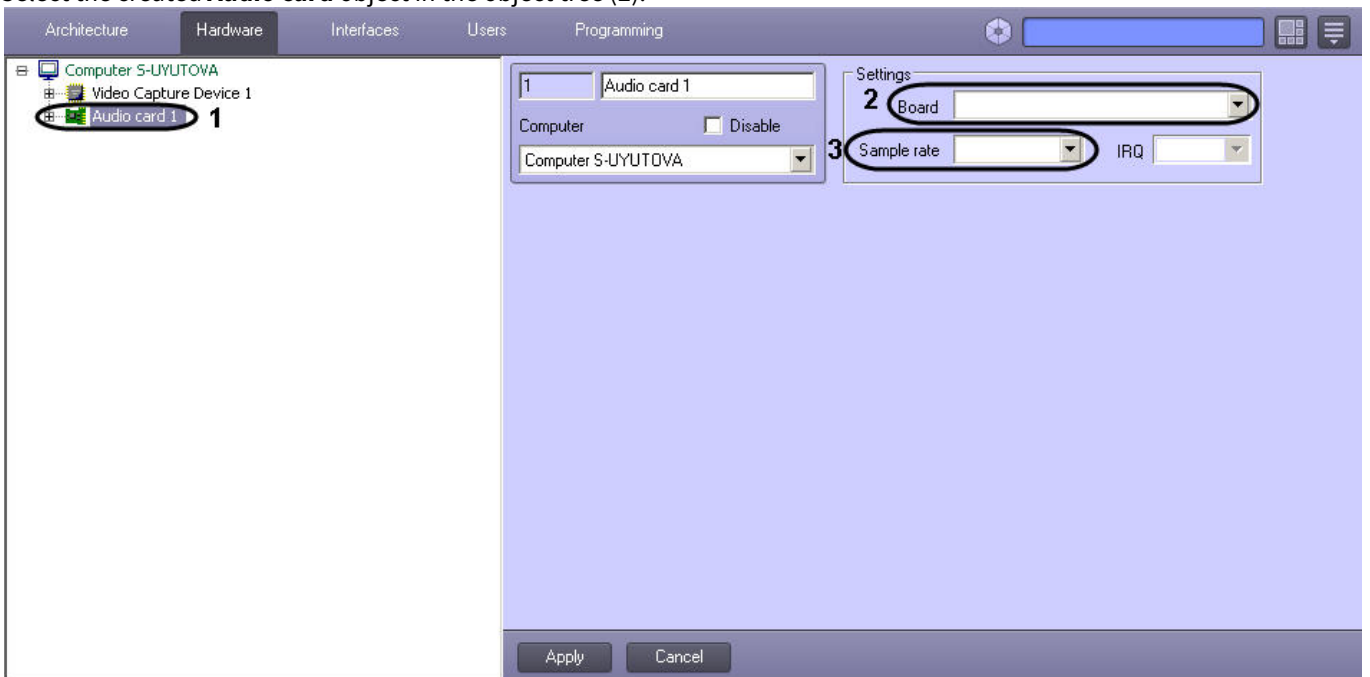 Select the created Audio card object in the object tree (2).
Architecture Hardware Interfaces Users Programming
Computer S-UYUTOVA
Video Capture Device 1
Audio card 1 1
1 Audio card 1
Computer Disable
Computer S-UYUTOVA
Settings
2 Board
3 Sample rate IRQ
Apply Cancel